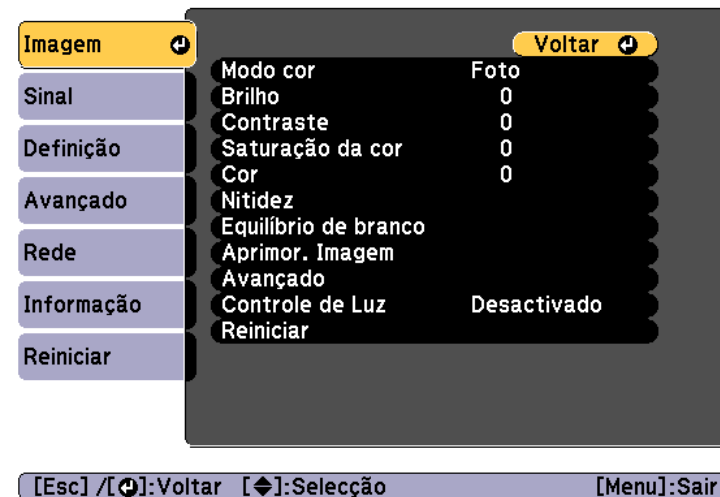 Imagem
Sinal
Definição
Avançado
Rede
Informação
Reiniciar
Voltar
Modo cor Foto
Brilho 0
Contraste 0
Saturação da cor 0
Cor 0
Nitidez
Equilíbrio de branco
Aprimor. Imagem
Avançado
Controle de Luz Desactivado
Reiniciar
[Esc] /[⏎]:Voltar [◆]:Selecção [Menu]:Sair